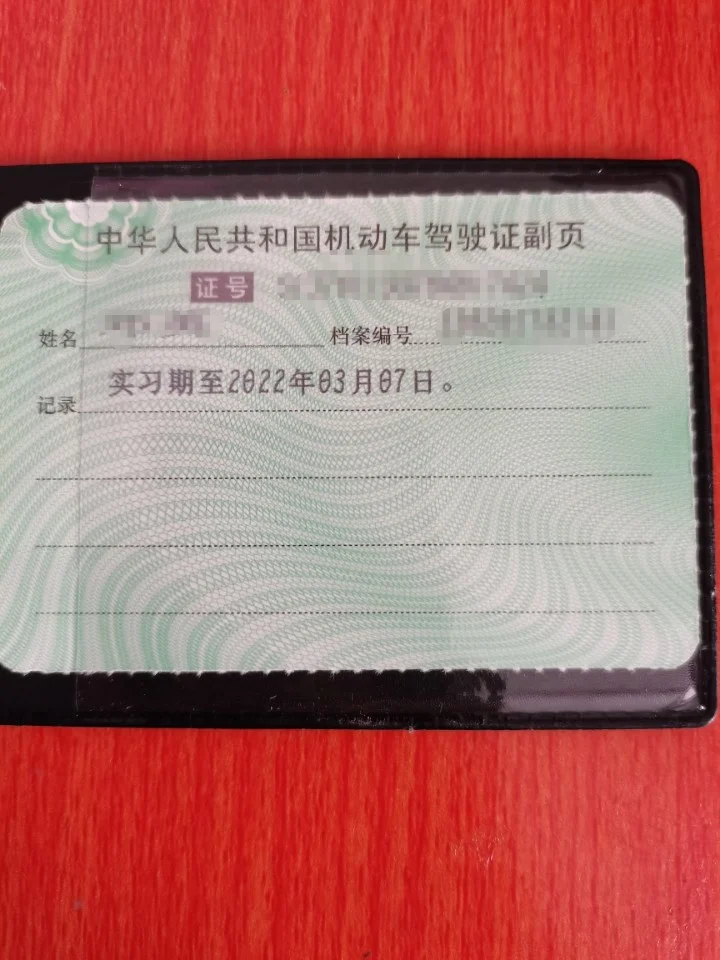 中华人民共和国机动车驾驶证副页
证号
姓名 档案编号
记录 实习期至2022年03月07日。